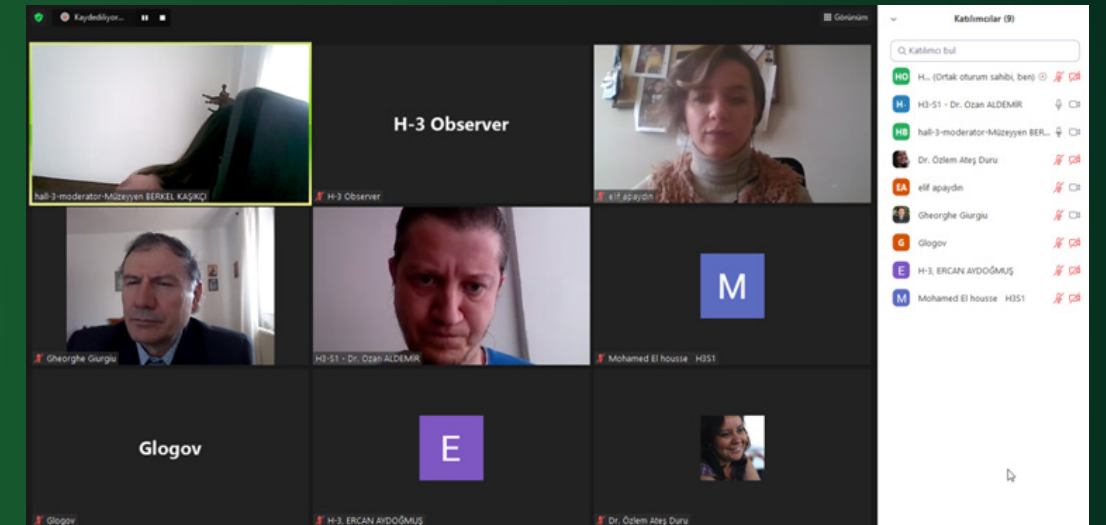 Kaydediliyor...
Görünüm
hall-3-moderator-Müzeyyen BERKEL KAŞIKÇI
H-3 Observer
H-3 Observer
elif apaydın
Gheorghe Giurgiu
H3-S1 - Dr. Ozan ALDEMİR
M
Mohamed El housse H3S1
Glogov
Glogov
E
H-3, ERCAN AYDOĞMUŞ
Dr. Özlem Ateş Duru
Katılımcılar (9)
Katılımcı bul
HO H... (Ortak oturum sahibi, ben)
H- H3-S1 - Dr. Ozan ALDEMİR
HB hall-3-moderator-Müzeyyen BER...
Dr. Özlem Ateş Duru
EA elif apaydın
Gheorghe Giurgiu
G Glogov
E H-3, ERCAN AYDOĞMUŞ
M Mohamed El housse H3S1